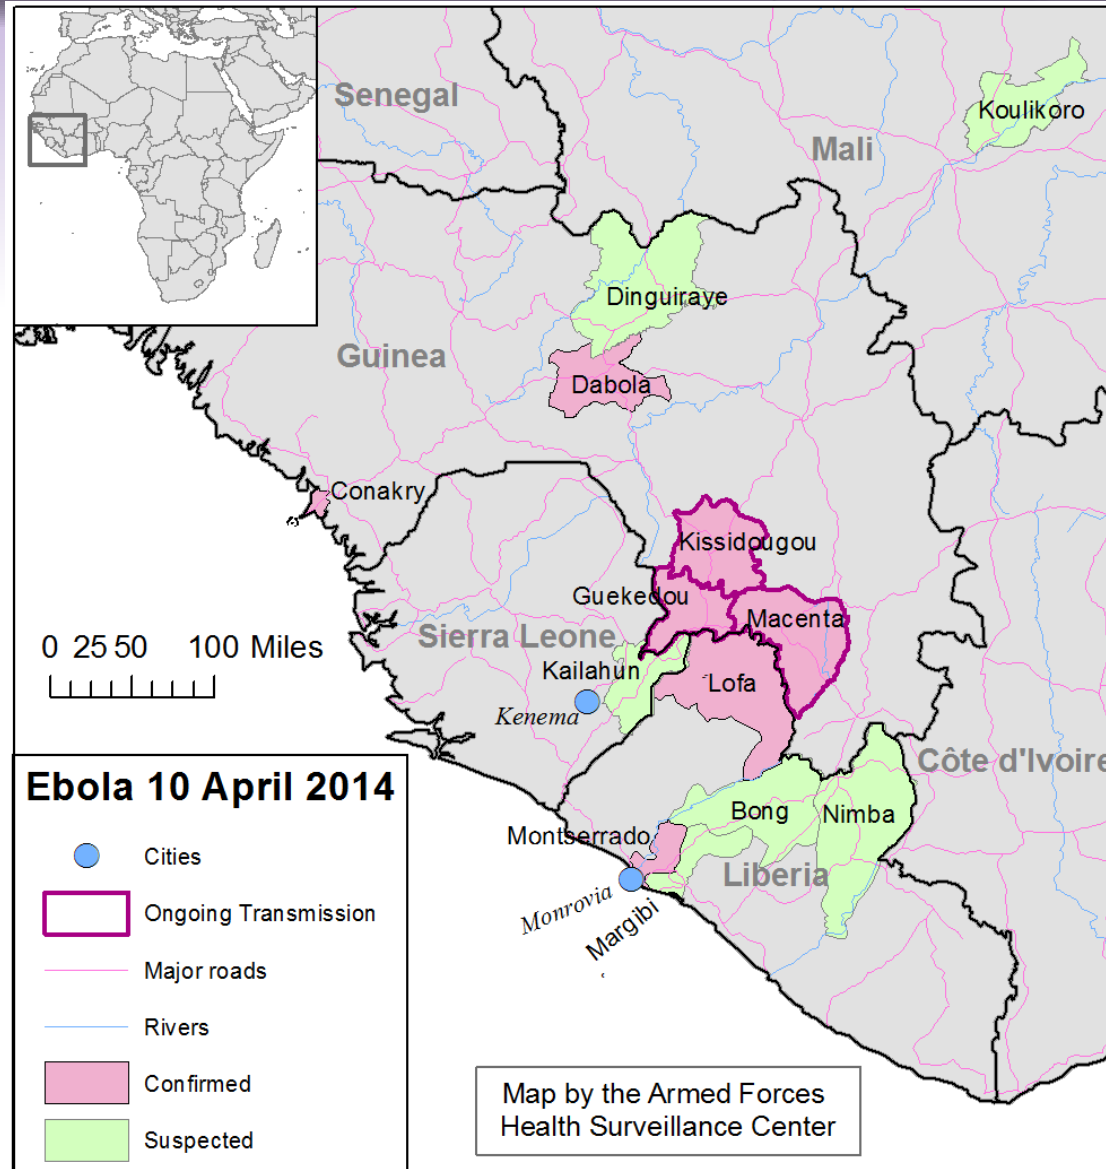 Senegal
Koulikoro
Mali
Dinguiraye
Guinea
Dabola
Conakry
Kissidougou
Guekedou
Macenta
Sierra Leone
0 25 50 100 Miles
Kailahun
Lofa
Kenema
Côte d'Ivoire
Ebola 10 April 2014
Bong
Nimba
Montserrado
Cities
Liberia
Monrovia
Margibi
Ongoing Transmission
Major roads
Rivers
Confirmed
Suspected
Map by the Armed Forces
Health Surveillance Center